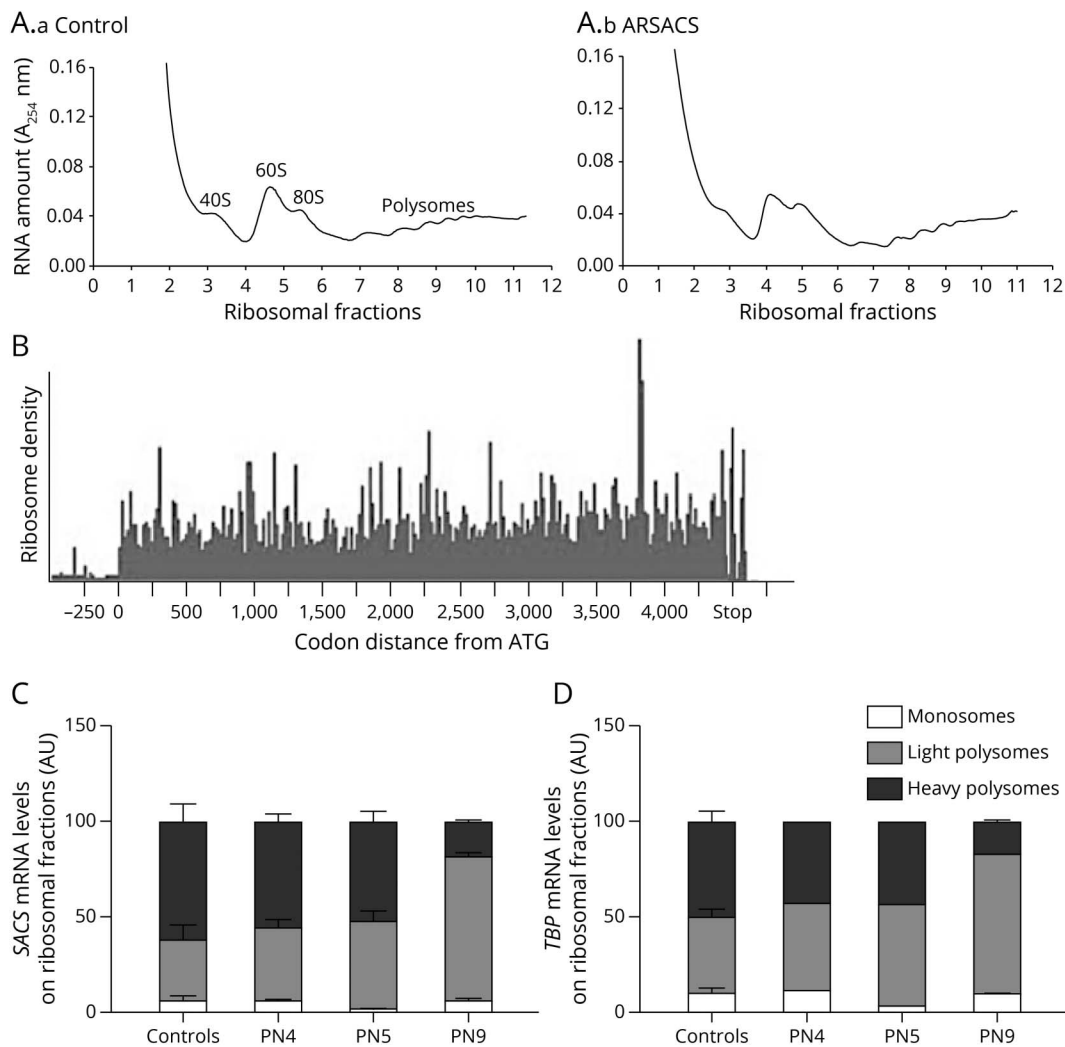 A.a Control
A.b ARSACS
RNA amount (A254 nm)
0.16
0.12
0.08
0.04
0.00
40S
60S
80S
Polysomes
0 1 2 3 4 5 6 7 8 9 10 11 12
Ribosomal fractions
0.16
0.12
0.08
0.04
0.00
0 1 2 3 4 5 6 7 8 9 10 11 12
Ribosomal fractions
B
Ribosome density
−250 0 500 1,000 1,500 2,000 2,500 3,000 3,500 4,000 Stop
Codon distance from ATG
C
SACS mRNA levels
on ribosomal fractions (AU)
150
100
50
0
Controls PN4 PN5 PN9
D
TBP mRNA levels
on ribosomal fractions (AU)
150
100
50
0
Controls PN4 PN5 PN9
Monosomes
Light polysomes
Heavy polysomes